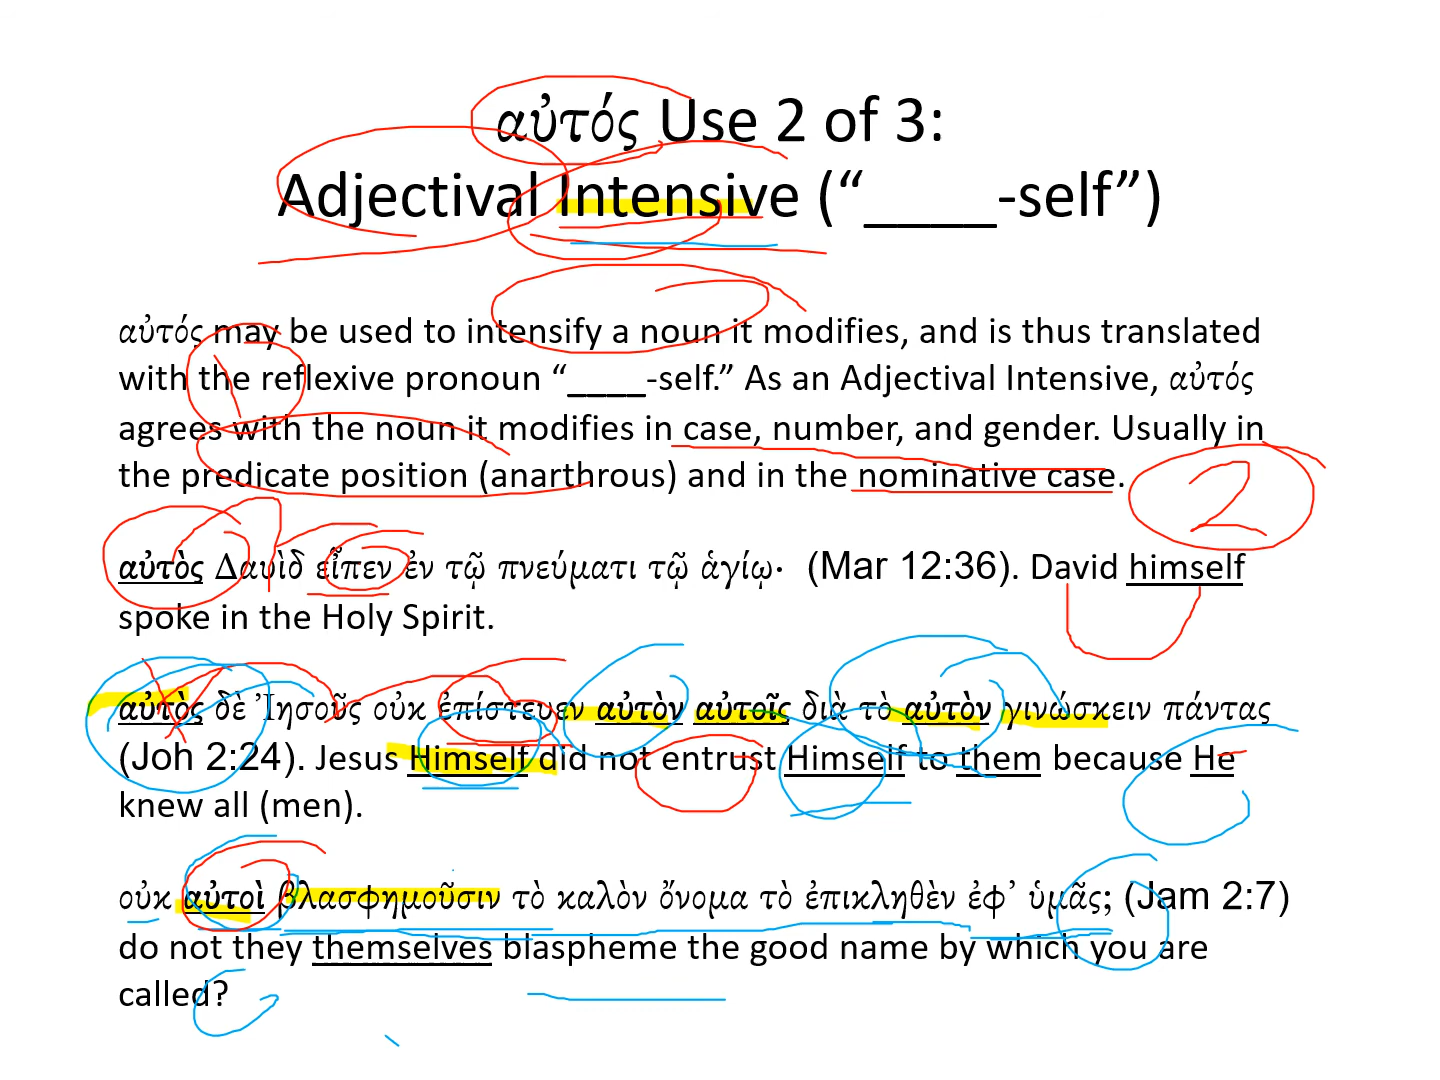 αὐτός Use 2 of 3:
Adjectival Intensive (“____-self”)
αὐτός may be used to intensify a noun it modifies, and is thus translated
with the reflexive pronoun “____-self.” As an Adjectival Intensive, αὐτός
agrees with the noun it modifies in case, number, and gender. Usually in
the predicate position (anarthrous) and in the nominative case.
1
2
αὐτὸς Δαυὶδ εἶπεν ἐν τῷ πνεύματι τῷ ἁγίῳ· (Mar 12:36). David himself
spoke in the Holy Spirit.
αὐτὸς δὲ Ἰησοῦς οὐκ ἐπίστευεν αὐτὸν αὐτοῖς διὰ τὸ αὐτὸν γινώσκειν πάντας
(Joh 2:24). Jesus Himself did not entrust Himself to them because He
knew all (men).
οὐκ αὐτοὶ βλασφημοῦσιν τὸ καλὸν ὄνομα τὸ ἐπικληθὲν ἐφ’ ὑμᾶς; (Jam 2:7)
do not they themselves blaspheme the good name by which you are
called?